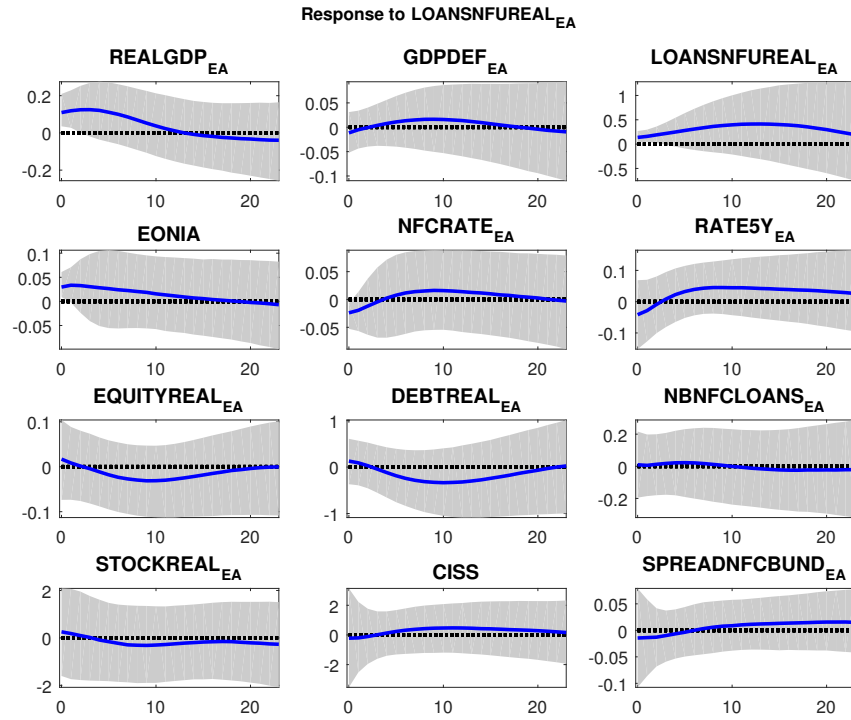 Response to LOANSNFUREAL_EA
REALGDP_EA
GDPDEF_EA
LOANSNFUREAL_EA
0.2
0
-0.2
0 10 20
0.05
0
-0.05
-0.1
0 10 20
1
0.5
0
-0.5
0 10 20
EONIA
NFCRATE_EA
RATE5Y_EA
0.1
0.05
0
-0.05
0 10 20
0.05
0
-0.05
0 10 20
0.1
0
-0.1
0 10 20
EQUITYREAL_EA
DEBTREAL_EA
NBNFCLOANS_EA
0.1
0
-0.1
0 10 20
1
0
-1
0 10 20
0.2
0
-0.2
0 10 20
STOCKREAL_EA
CISS
SPREADNFCBUND_EA
2
0
-2
0 10 20
2
0
-2
0 10 20
0.05
0
-0.05
-0.1
0 10 20